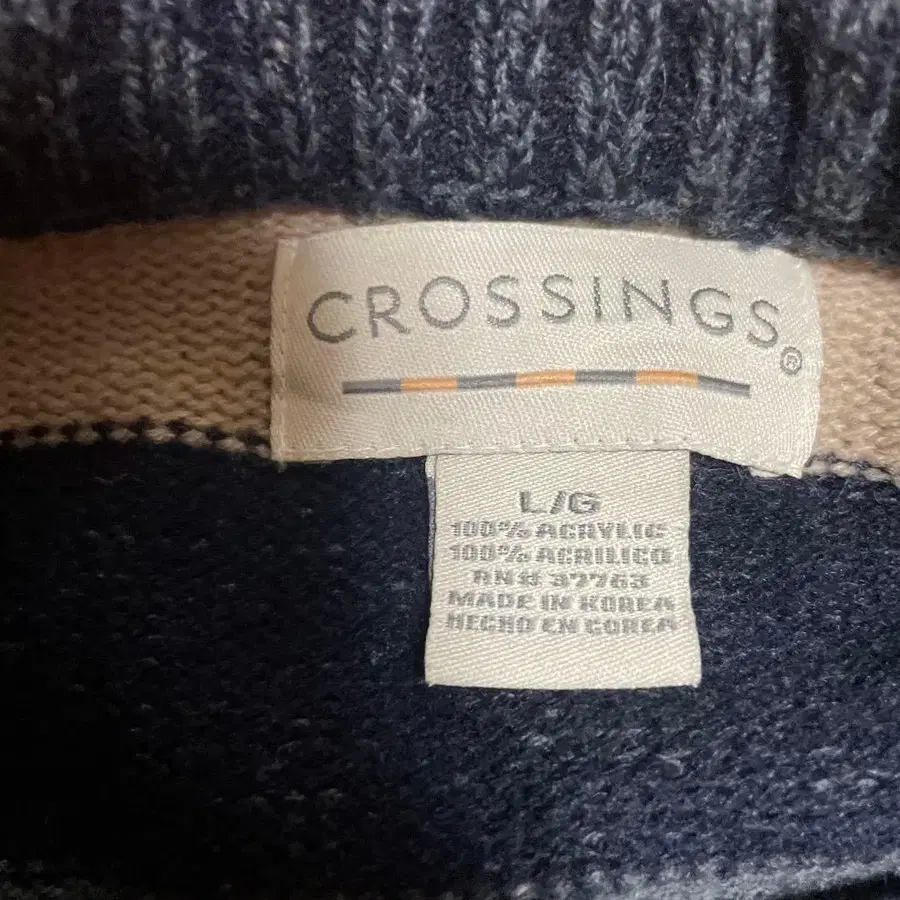 CROSSINGS®
L/G
100% ACRYLIC
100% ACRILICO
RN# 37763
MADE IN KOREA
HECHO EN COREA